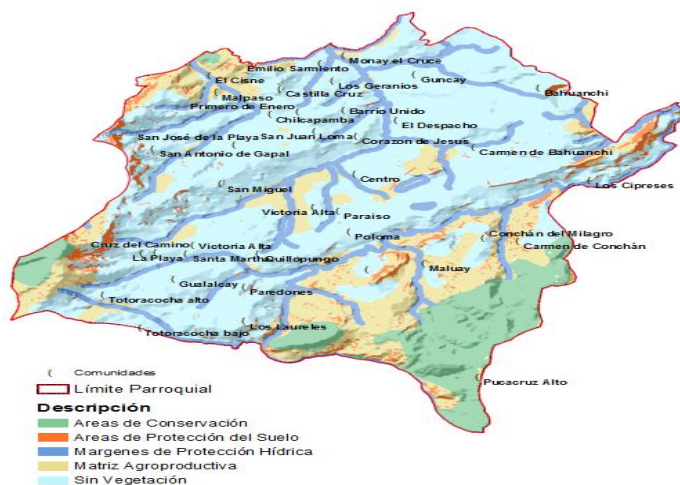 Monay el Cruce
Emilio Sarmiento
El Cisne
Los Geranios
Guncay
Malpaso
Castilla Cruz
Bahuanchi
Primero de Enero
Barrio Unido
Chilcapamba
El Despacho
San José de la Playa
San Juan Loma
Corazon de Jesus
San Antonio de Gapal
Carmen de Bahuanchi
Centro
San Miguel
Los Cipreses
Victoria Alta
Paraiso
Poloma
Conchán del Milagro
Cruz del Camino
Victoria Alta
Carmen de Conchán
La Playa
Santa Martha
Quillopungo
Maluay
Gualalcay
Paredones
Totoracocha alto
Totoracocha bajo
Los Laureles
Pucacruz Alto
Comunidades
Límite Parroquial
Descripción
Areas de Conservación
Areas de Protección del Suelo
Margenes de Protección Hídrica
Matriz Agroproductiva
Sin Vegetación